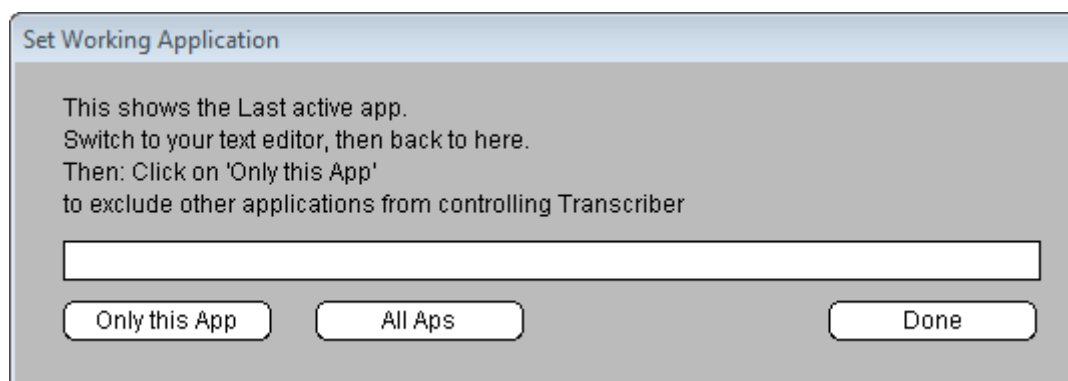 Set Working Application
This shows the Last active app.
Switch to your text editor, then back to here.
Then: Click on 'Only this App'
to exclude other applications from controlling Transcriber
Only this App All Aps Done